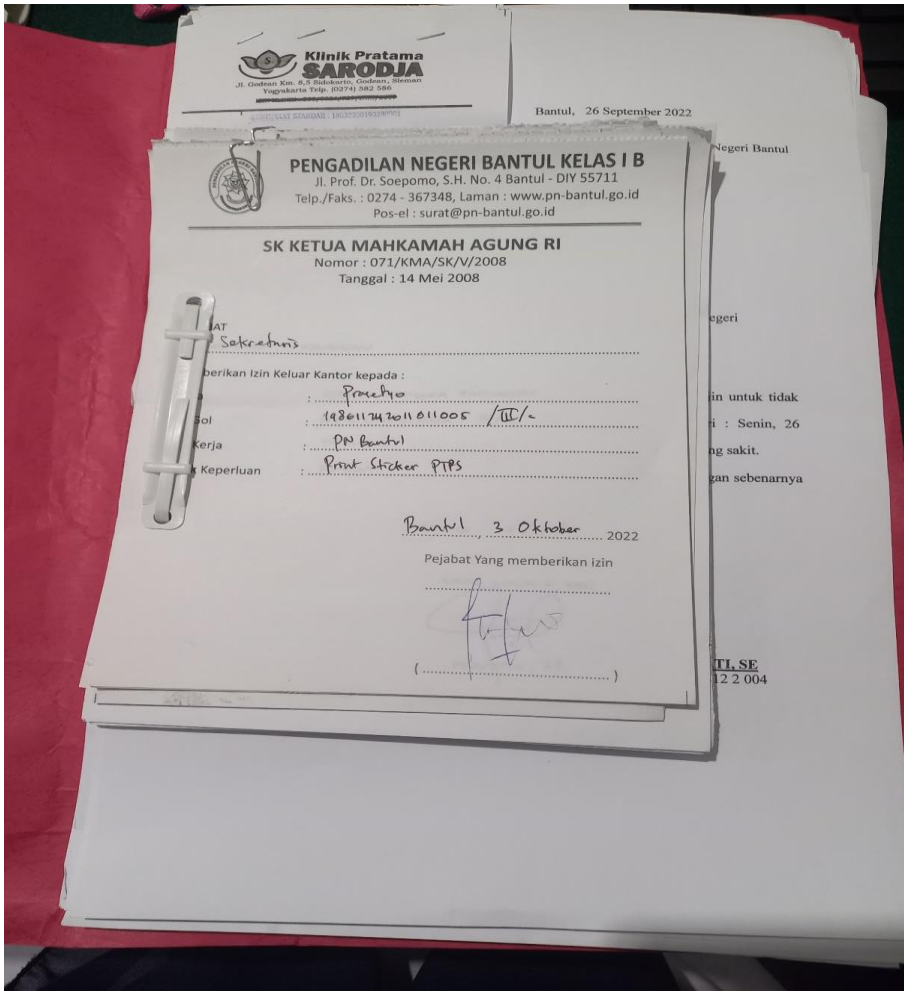 Klinik Pratama
SARODJA
Jl. Godean Km. 8,5 Sidokarto, Godean, Sleman
Yogyakarta Telp. (0274) 582 586
Bantul, 26 September 2022
Negeri Bantul
PENGADILAN NEGERI BANTUL KELAS I B
Jl. Prof. Dr. Soepomo, S.H. No. 4 Bantul - DIY 55711
Telp./Faks. : 0274 - 367348, Laman : www.pn-bantul.go.id
Pos-el : surat@pn-bantul.go.id
SK KETUA MAHKAMAH AGUNG RI
Nomor : 071/KMA/SK/V/2008
Tanggal : 14 Mei 2008
AT
Sekretaris
berikan Izin Keluar Kantor kepada :
a : Prasetyo
Gol : 198611242011011005 /III/-
Kerja : PN Bantul
Keperluan : Print Sticker PTPS
Bantul, 3 Oktober 2022
Pejabat Yang memberikan izin
(                    )
egeri
in untuk tidak
i : Senin, 26
ng sakit.
gan sebenarnya
TI, SE
12 2 004